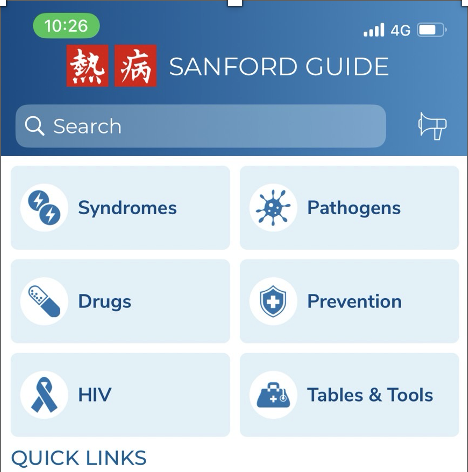 10:26 4G
熱病 SANFORD GUIDE
Search
Syndromes Pathogens
Drugs Prevention
HIV Tables & Tools
QUICK LINKS